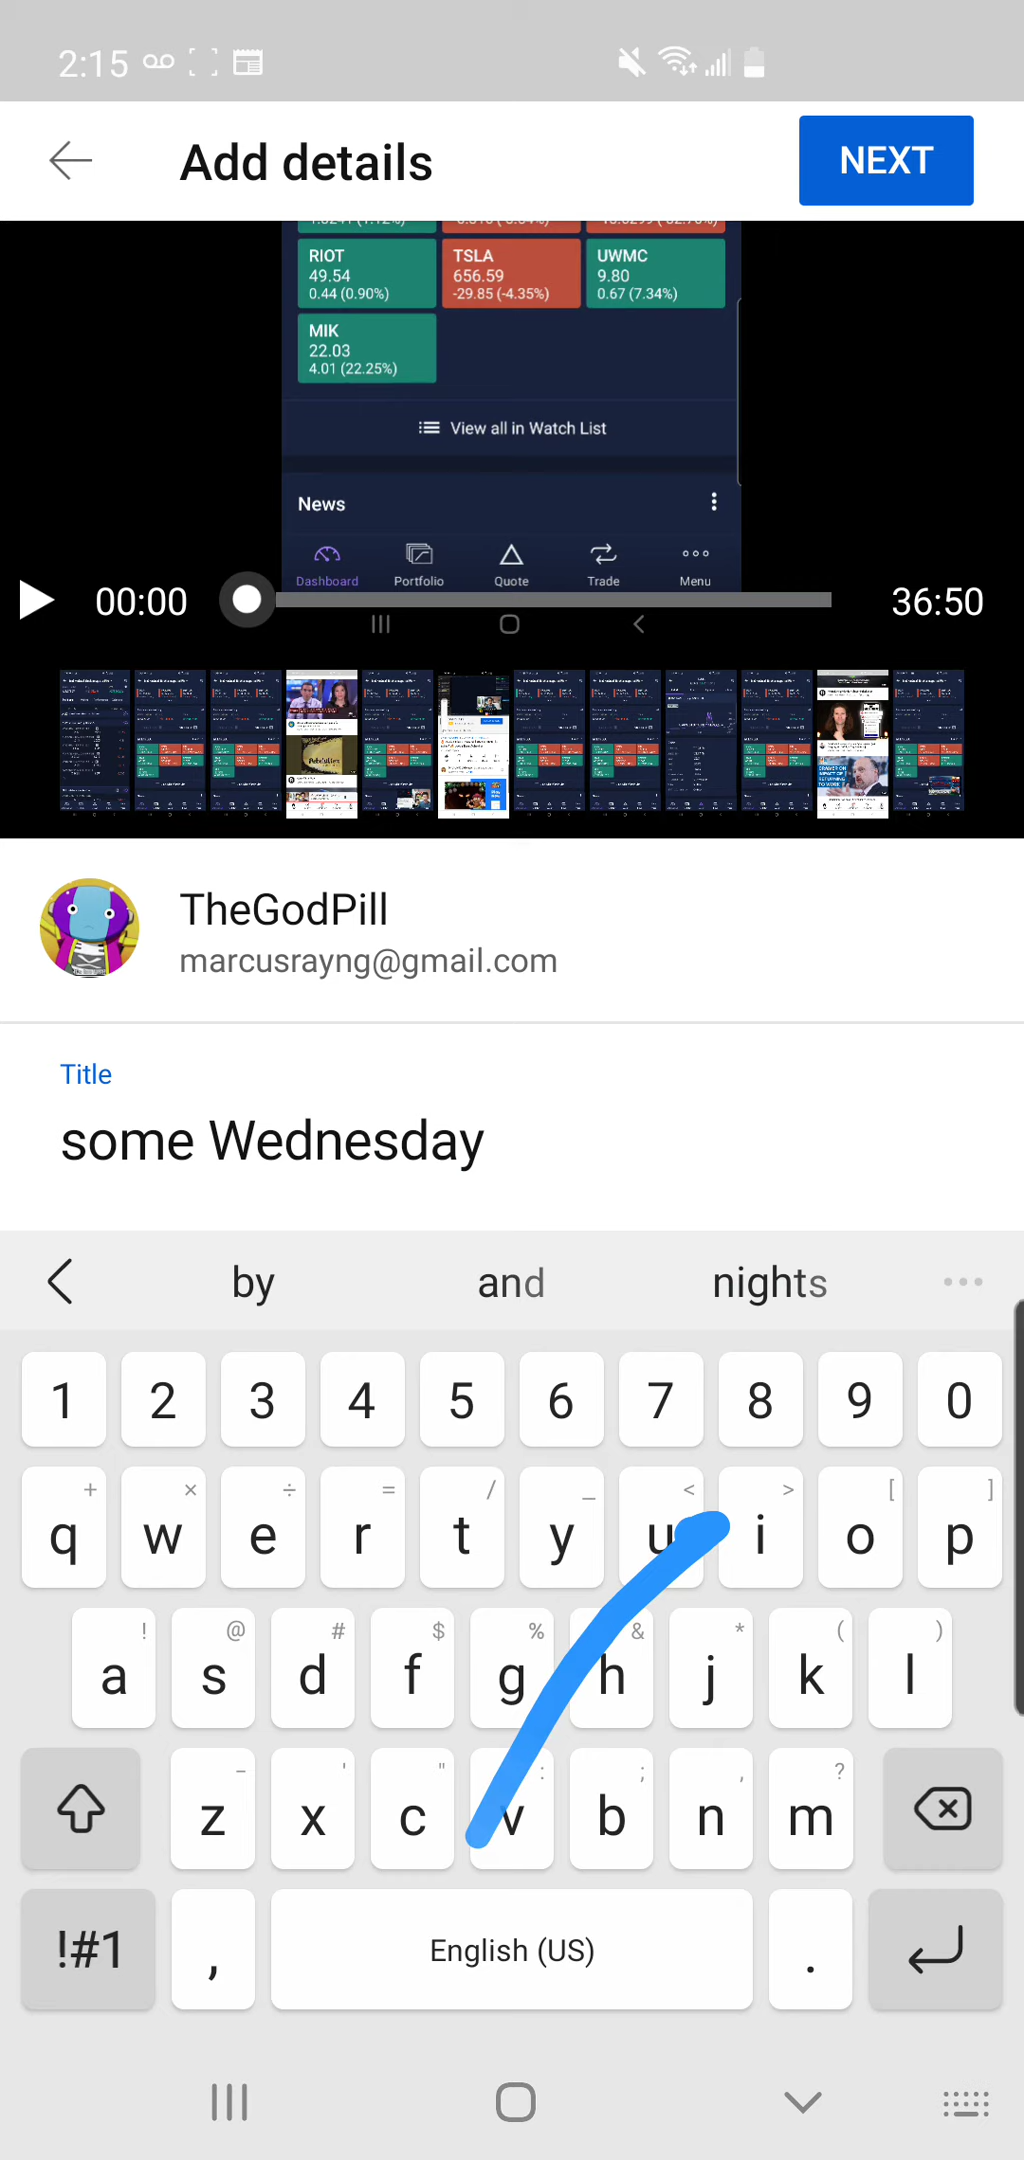 2:15
Add details
NEXT
RIOT
49.54
0.44 (0.90%)
TSLA
656.59
-29.85 (-4.35%)
UWMC
9.80
0.67 (7.34%)
MIK
22.03
4.01 (22.25%)
View all in Watch List
News
Dashboard Portfolio Quote Trade Menu
00:00
36:50
TheGodPill
marcusrayng@gmail.com
Title
some Wednesday
by and nights
1 2 3 4 5 6 7 8 9 0
+ × ÷ = / _ < > [ ]
q w e r t y u i o p
! @ # $ % & * ( )
a s d f g h j k l
- ' " : ; , ?
z x c v b n m
!#1 , English (US) .